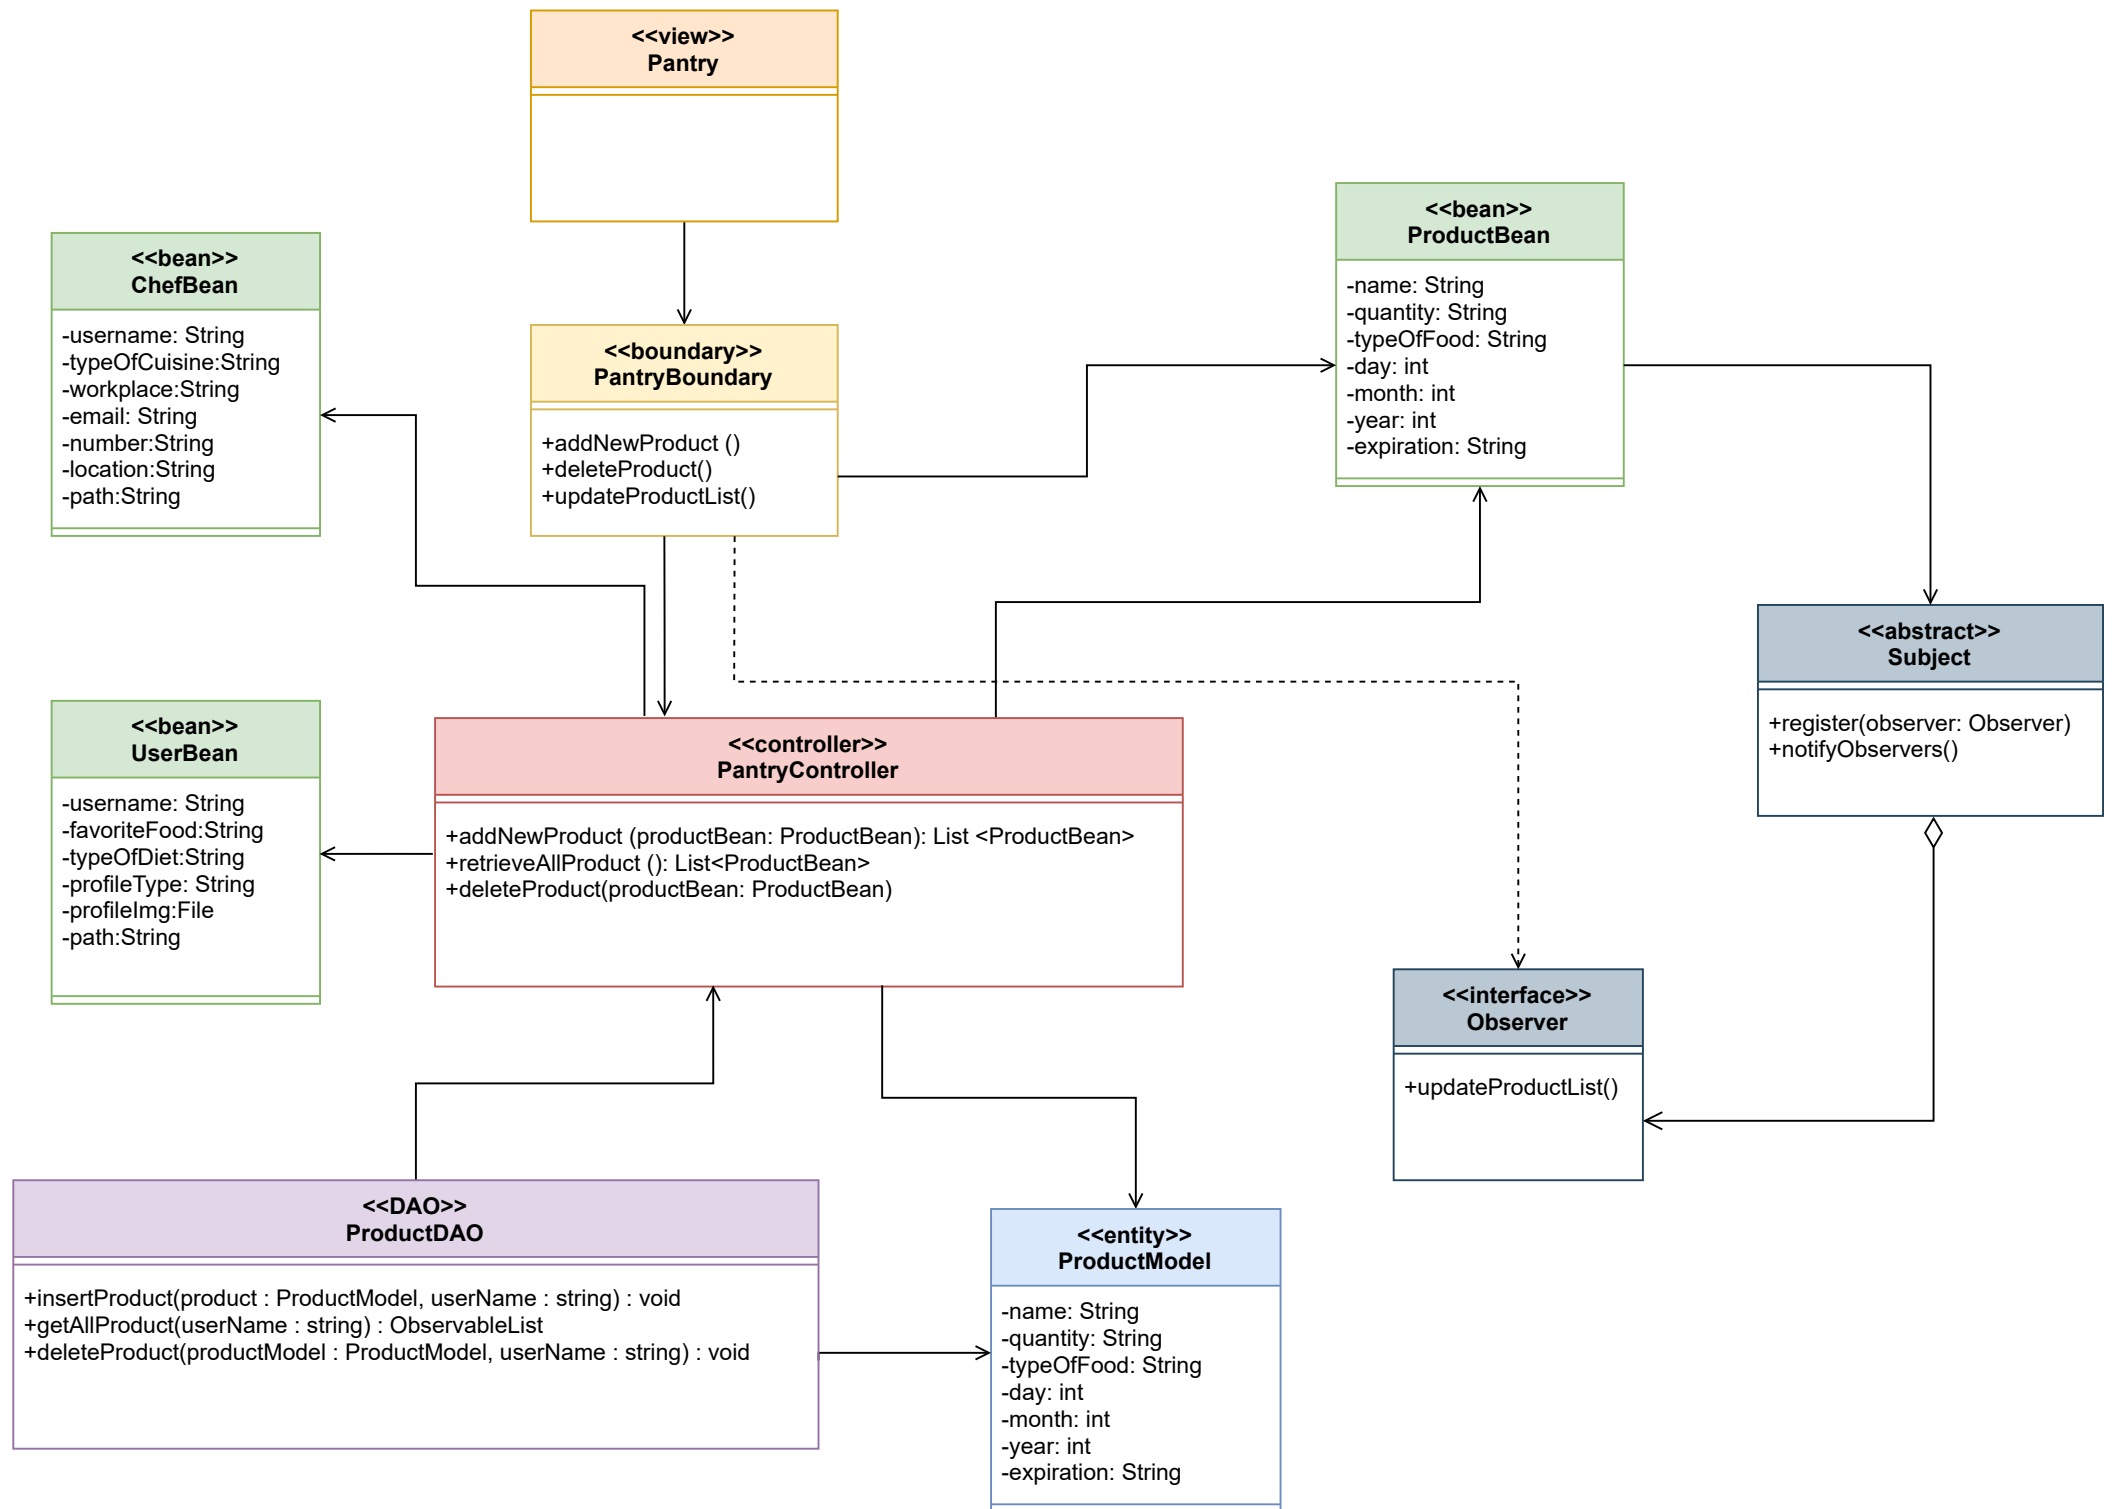 <<view>>
Pantry
<<bean>>
ProductBean
-name: String
-quantity: String
-typeOfFood: String
-day: int
-month: int
-year: int
-expiration: String
<<bean>>
ChefBean
-username: String
-typeOfCuisine:String
-workplace:String
-email: String
-number:String
-location:String
-path:String
<<boundary>>
PantryBoundary
+addNewProduct ()
+deleteProduct()
+updateProductList()
<<abstract>>
Subject
+register(observer: Observer)
+notifyObservers()
<<bean>>
UserBean
-username: String
-favoriteFood:String
-typeOfDiet:String
-profileType: String
-profileImg:File
-path:String
<<controller>>
PantryController
+addNewProduct (productBean: ProductBean): List <ProductBean>
+retrieveAllProduct (): List<ProductBean>
+deleteProduct(productBean: ProductBean)
<<interface>>
Observer
+updateProductList()
<<DAO>>
ProductDAO
+insertProduct(product : ProductModel, userName : string) : void
+getAllProduct(userName : string) : ObservableList
+deleteProduct(productModel : ProductModel, userName : string) : void
<<entity>>
ProductModel
-name: String
-quantity: String
-typeOfFood: String
-day: int
-month: int
-year: int
-expiration: String